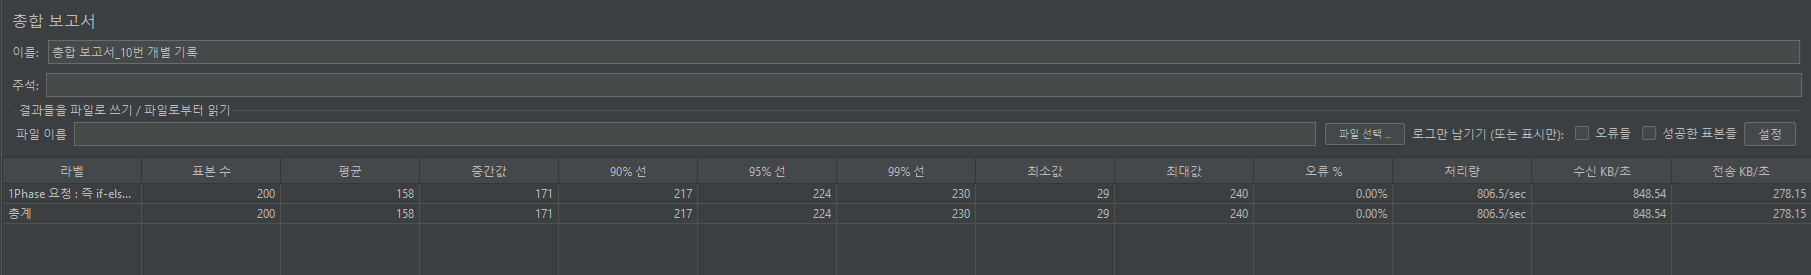 종합 보고서
이름: 종합 보고서_10번 개별 기록
주석:
결과들을 파일로 쓰기 / 파일로부터 읽기
파일 이름 파일 선택 _ 로그만 남기기 (또는 표시만): 오류들 성공한 표본들 설정
라벨 표본 수 평균 중간값 90% 선 95% 선 99% 선 최소값 최대값 오류 % 처리량 수신 KB/초 전송 KB/초
1Phase 요청 : 즉 if-els... 200 158 171 217 224 230 29 240 0.00% 806.5/sec 848.54 278.15
총계 200 158 171 217 224 230 29 240 0.00% 806.5/sec 848.54 278.15